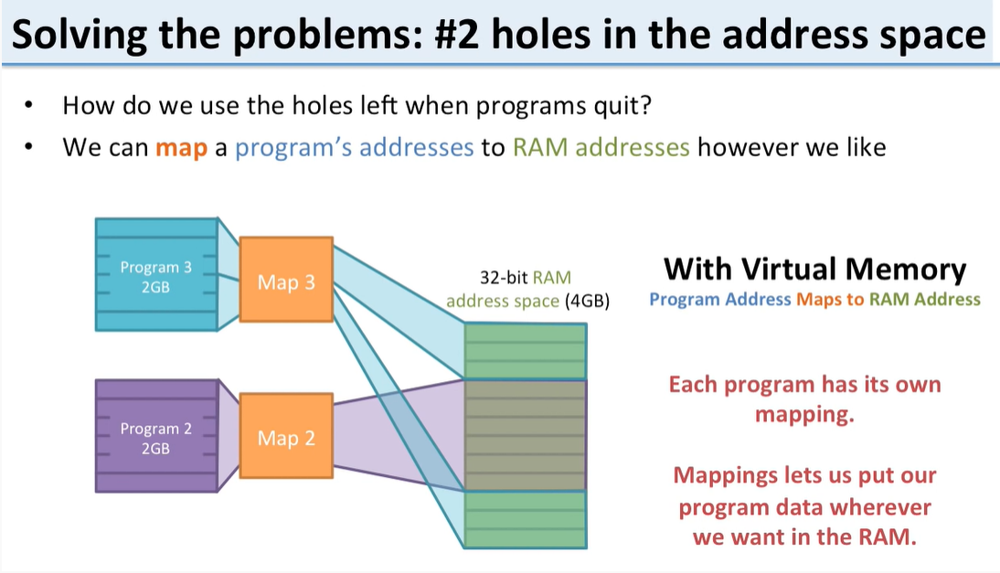 Solving the problems: #2 holes in the address space
• How do we use the holes left when programs quit?
• We can map a program's addresses to RAM addresses however we like
Program 3
2GB
Map 3
32-bit RAM
address space (4GB)
With Virtual Memory
Program Address Maps to RAM Address
Program 2
2GB
Map 2
Each program has its own
mapping.
Mappings lets us put our
program data wherever
we want in the RAM.